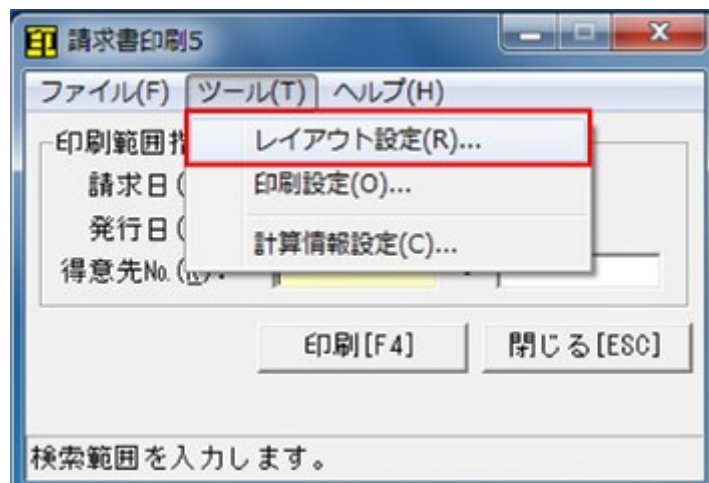 印 請求書印刷5
ファイル(F) ツール(T) ヘルプ(H)
レイアウト設定(R)...
印刷設定(O)...
計算情報設定(C)...
印刷範囲
請求日(
発行日(
得意先No.(
印刷[F4] 閉じる[ESC]
検索範囲を入力します。